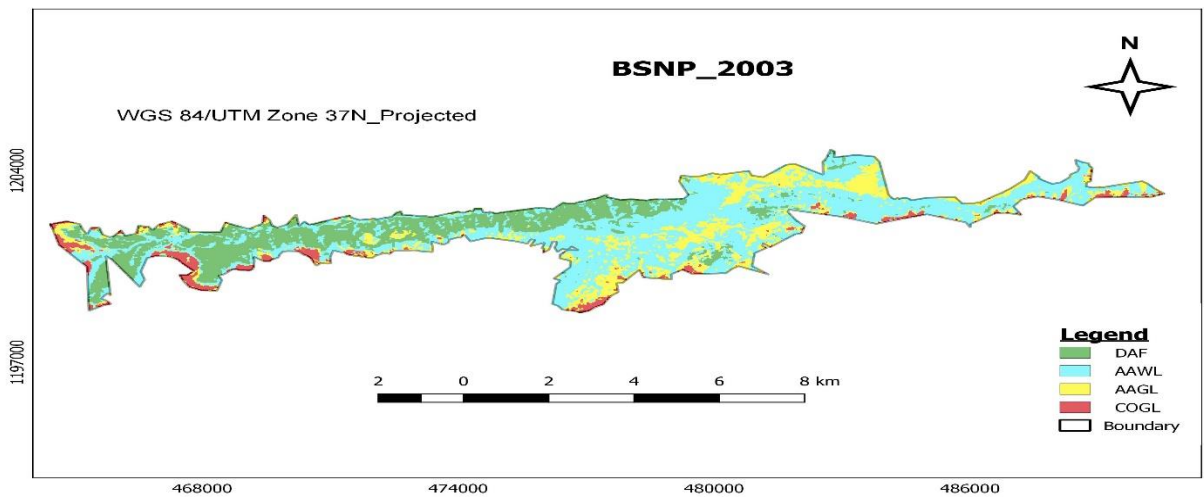 BSNP_2003
N
WGS 84/UTM Zone 37N_Projected
1204000
1197000
Legend
DAF
AAWL
AAGL
COGL
Boundary
2 0 2 4 6 8 km
468000 474000 480000 486000